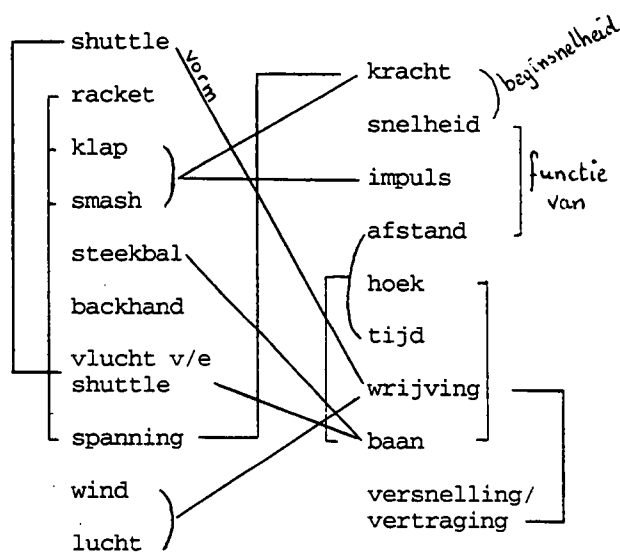 shuttle
racket
klap
smash
steekbal
backhand
vlucht v/e
shuttle
spanning
wind
lucht
vorm
kracht
snelheid
impuls
afstand
hoek
tijd
wrijving
baan
versnelling/
vertraging
beginsnelheid
functie
van